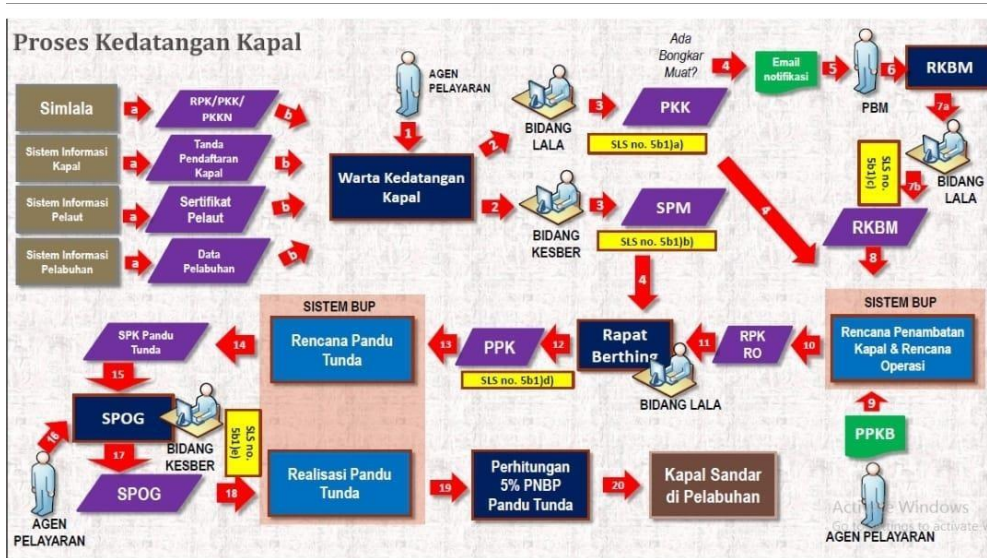 Proses Kedatangan Kapal
Simlala
a
RPK/PKK/
PKKN
b
Sistem Informasi
Kapal
a
Tanda
Pendaftaran
Kapal
b
Sistem Informasi
Pelaut
a
Sertifikat
Pelaut
b
Sistem Informasi
Pelabuhan
a
Data
Pelabuhan
b
AGEN
PELAYARAN
1
Warta Kedatangan
Kapal
2
BIDANG
LALA
3
PKK
SLS no. 5b1)a)
2
BIDANG
KESBER
3
SPM
SLS no. 5b1)b)
4
Ada
Bongkar
Muat?
4
Email
notifikasi
5
PBM
6
RKBM
7a
BIDANG
LALA
SLS no.
5b1)c)
7b
RKBM
4
8
SISTEM BUP
Rencana Penambatan
Kapal & Rencana
Operasi
9
PPKB
AGEN PELAYARAN
10
RPK
RO
11
Rapat
Berthing
BIDANG LALA
12
PPK
SLS no. 5b1)d)
13
SISTEM BUP
Rencana Pandu
Tunda
14
SPK Pandu
Tunda
15
SPOG
BIDANG
KESBER
SLS no.
5b1)e)
16
AGEN
PELAYARAN
17
SPOG
18
Realisasi Pandu
Tunda
19
Perhitungan
5% PNBP
Pandu Tunda
20
Kapal Sandar
di Pelabuhan
Windows
to activate